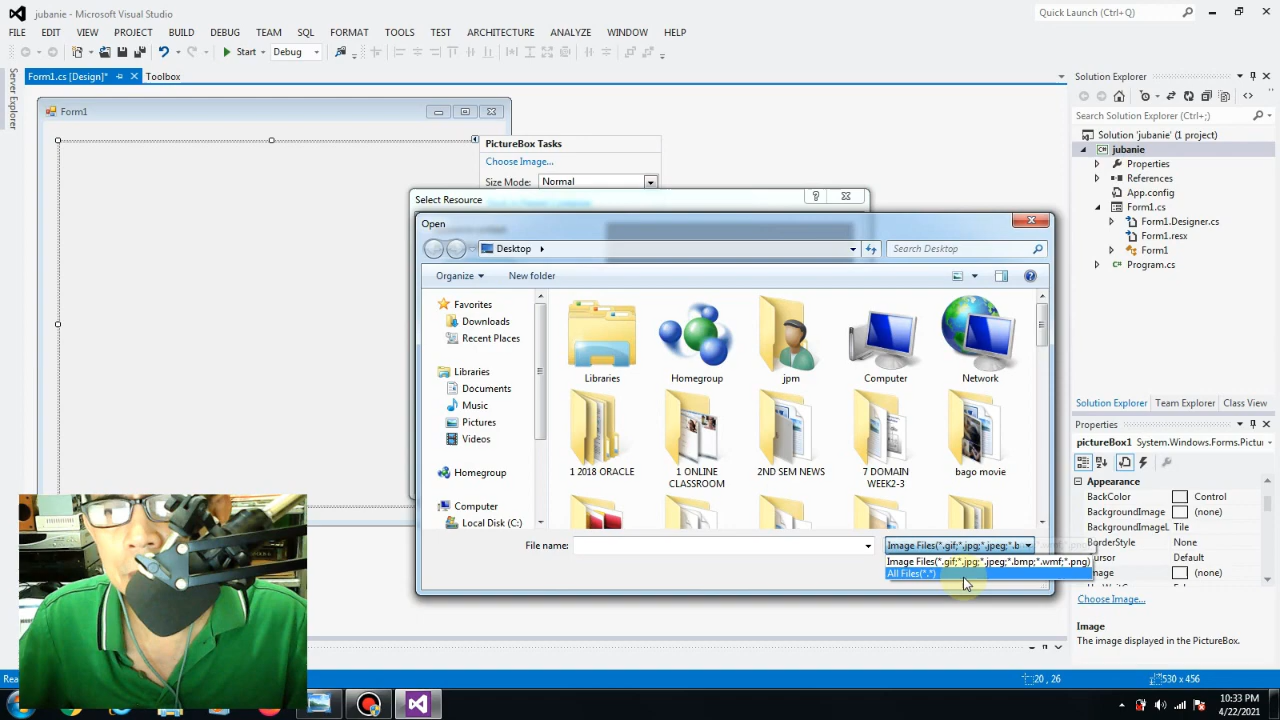 jubanie - Microsoft Visual Studio
Quick Launch (Ctrl+Q)
FILE EDIT VIEW PROJECT BUILD DEBUG TEAM SQL FORMAT TOOLS TEST ARCHITECTURE ANALYZE WINDOW HELP
Start Debug
Form1.cs [Design]* Toolbox
Server Explorer
Form1
PictureBox Tasks
Choose Image...
Size Mode: Normal
Select Resource
Open
Desktop
Search Desktop
Organize New folder
Favorites
Downloads
Recent Places
Libraries
Documents
Music
Pictures
Videos
Homegroup
Computer
Local Disk (C:)
Libraries Homegroup jpm Computer Network
1 2018 ORACLE 1 ONLINE CLASSROOM 2ND SEM NEWS 7 DOMAIN WEEK2-3 bago movie
File name:
Image Files(*.gif;*.jpg;*.jpeg;*.b
Image Files(*.gif;*.jpg;*.jpeg;*.bmp;*.wmf;*.png)
All Files(*.*)
Solution Explorer
Search Solution Explorer (Ctrl+;)
Solution 'jubanie' (1 project)
jubanie
Properties
References
App.config
Form1.cs
Form1.Designer.cs
Form1.resx
Form1
Program.cs
Solution Explorer Team Explorer Class View
Properties
pictureBox1 System.Windows.Forms.Pictur
Appearance
BackColor Control
BackgroundImage (none)
BackgroundImageL Tile
BorderStyle None
Cursor Default
Image (none)
Choose Image...
Image
The image displayed in the PictureBox.
20 , 26
530 x 456
10:33 PM
4/22/2021